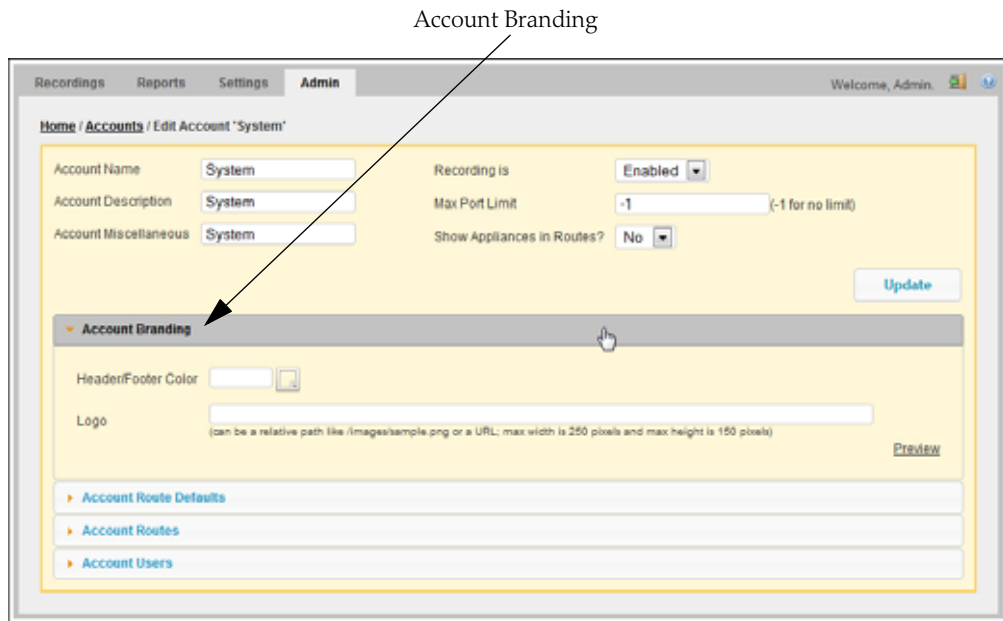 Account Branding
Recordings Reports Settings Admin Welcome, Admin.
Home / Accounts / Edit Account "System"
Account Name System Recording is Enabled
Account Description System Max Port Limit -1 (-1 for no limit)
Account Miscellaneous System Show Appliances in Routes? No
Update
Account Branding
Header/Footer Color
Logo
(can be a relative path like /images/sample.png or a URL; max width is 250 pixels and max height is 150 pixels)
Preview
Account Route Defaults
Account Routes
Account Users